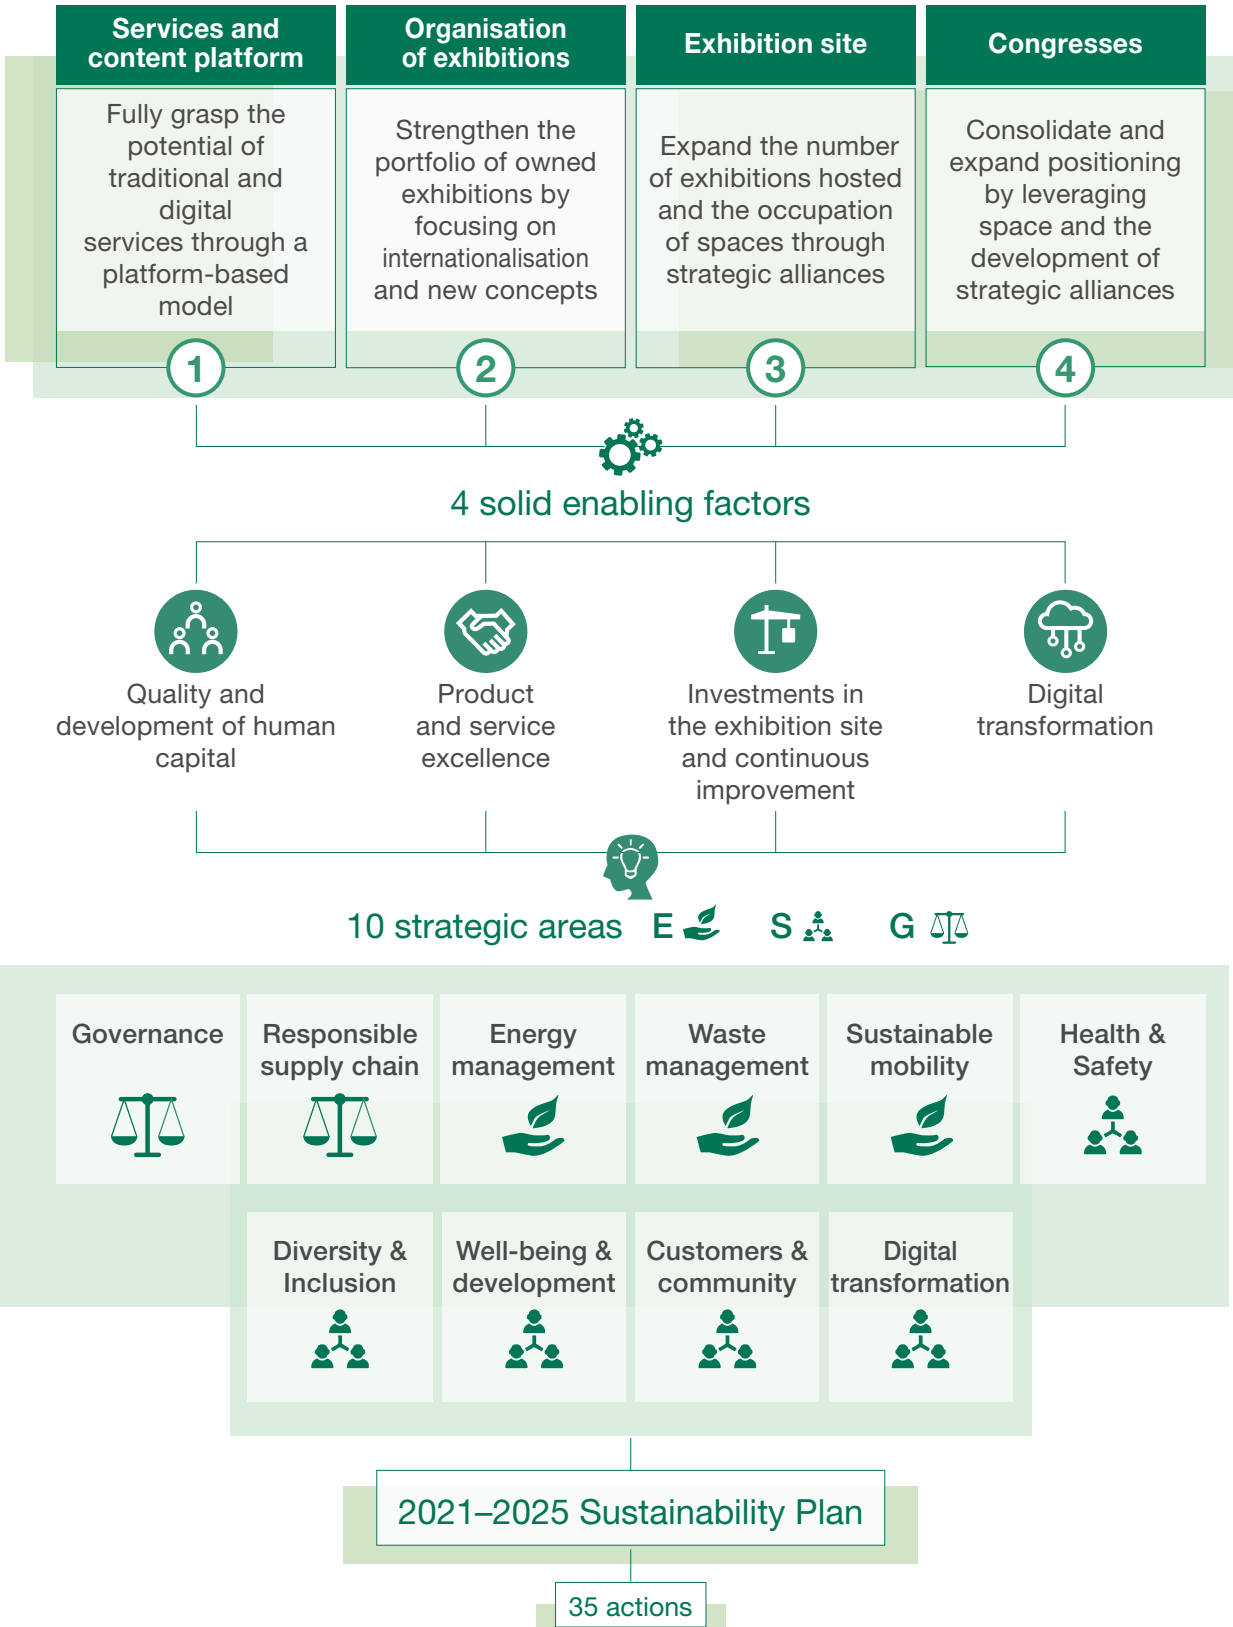 Services and
content platform
Fully grasp the
potential of
traditional and
digital
services through a
platform-based
model
1
Organisation
of exhibitions
Strengthen the
portfolio of owned
exhibitions by
focusing on
internationalisation
and new concepts
2
Exhibition site
Expand the number
of exhibitions hosted
and the occupation
of spaces through
strategic alliances
3
Congresses
Consolidate and
expand positioning
by leveraging
space and the
development of
strategic alliances
4
4 solid enabling factors
Quality and
development of human
capital
Product
and service
excellence
Investments in
the exhibition site
and continuous
improvement
Digital
transformation
10 strategic areas E S G
Governance
Responsible
supply chain
Energy
management
Waste
management
Sustainable
mobility
Health &
Safety
Diversity &
Inclusion
Well-being &
development
Customers &
community
Digital
transformation
2021–2025 Sustainability Plan
35 actions